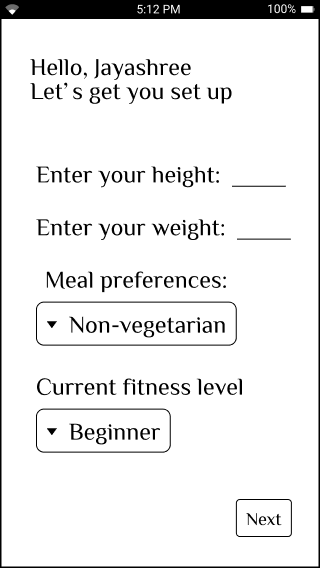 5:12 PM 100%
Hello, Jayashree
Let’s get you set up
Enter your height: _____
Enter your weight: _____
Meal preferences:
Non-vegetarian
Current fitness level
Beginner
Next